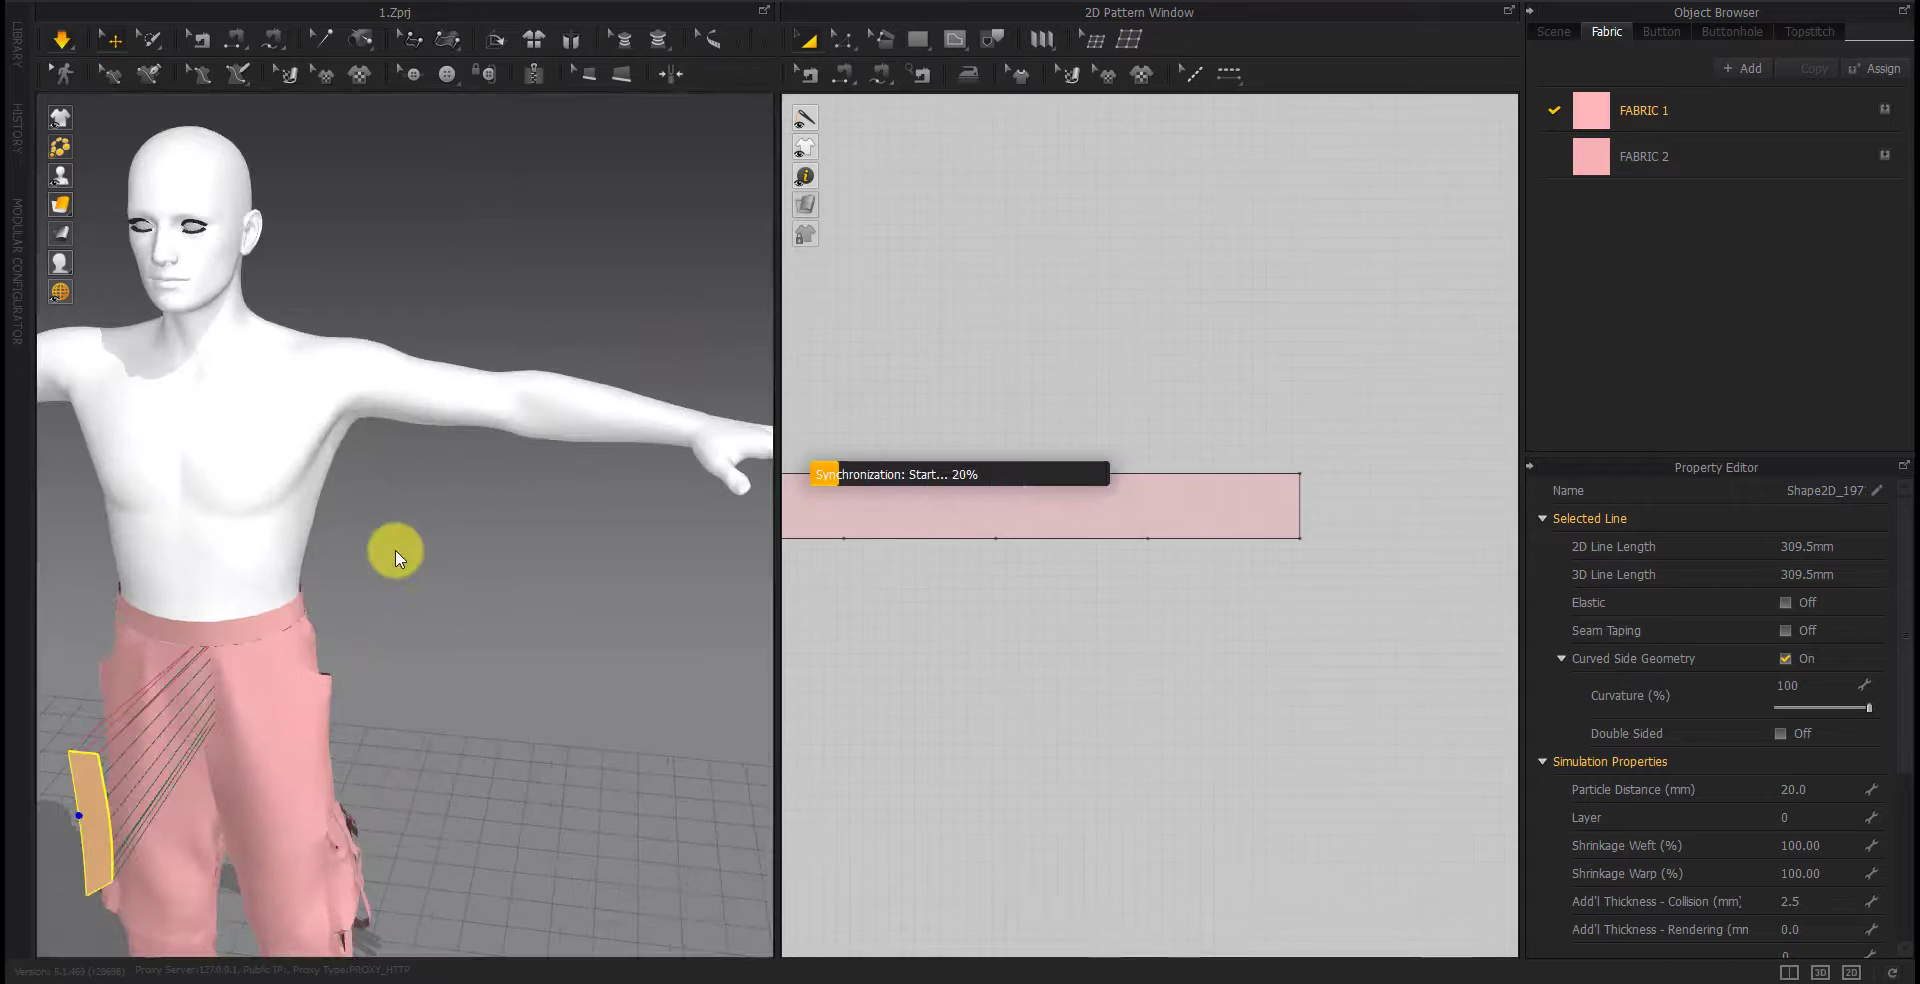 1.Zprj
2D Pattern Window
Object Browser
LIBRARY
HISTORY
MODULAR CONFIGURATOR
Scene
Fabric
Button
Buttonhole
Topstitch
+ Add
Copy
Assign
FABRIC 1
FABRIC 2
Synchronization: Start... 20%
Property Editor
Name Shape2D_197
Selected Line
2D Line Length 309.5mm
3D Line Length 309.5mm
Elastic Off
Seam Taping Off
Curved Side Geometry On
Curvature (%) 100
Double Sided Off
Simulation Properties
Particle Distance (mm) 20.0
Layer 0
Shrinkage Weft (%) 100.00
Shrinkage Warp (%) 100.00
Add'l Thickness - Collision (mm) 2.5
Add'l Thickness - Rendering (mn 0.0
0
Version: 5.1.469 (r28698) Proxy Server:127.0.0.1, Public IP:, Proxy Type:PROXY_HTTP
3D
2D